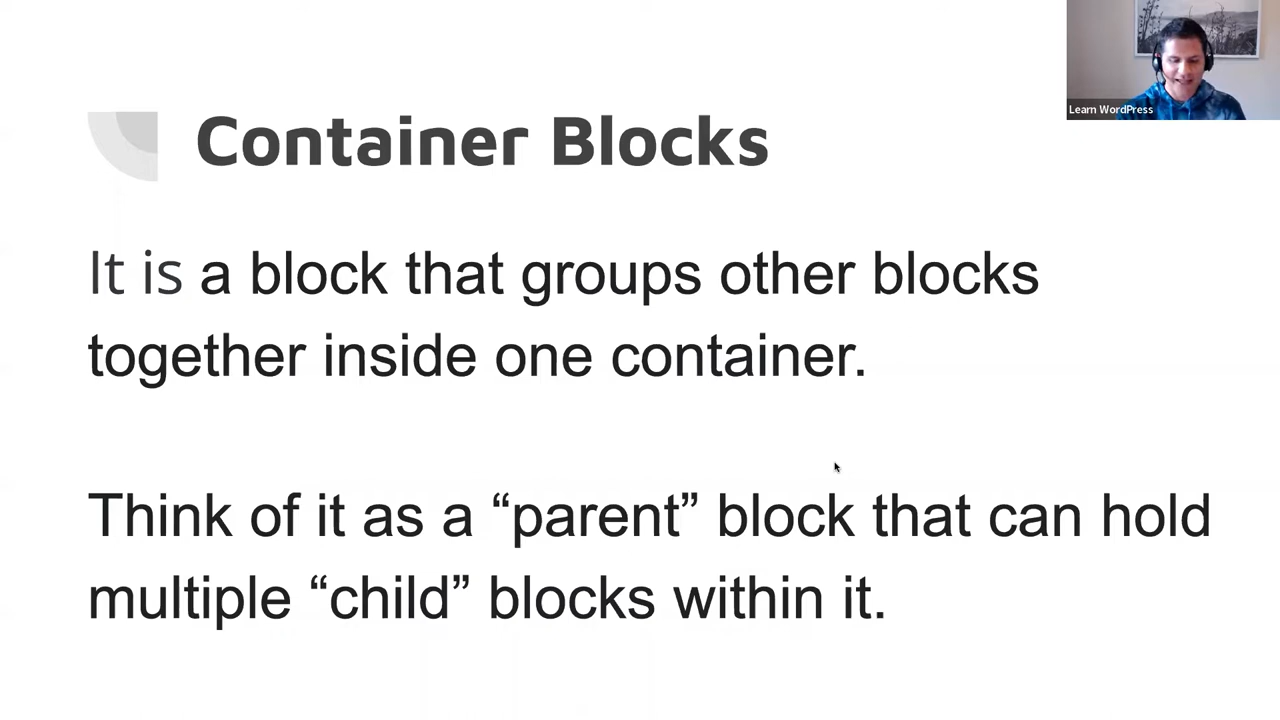 Learn WordPress
Container Blocks
It is a block that groups other blocks
together inside one container.
Think of it as a “parent” block that can hold
multiple “child” blocks within it.